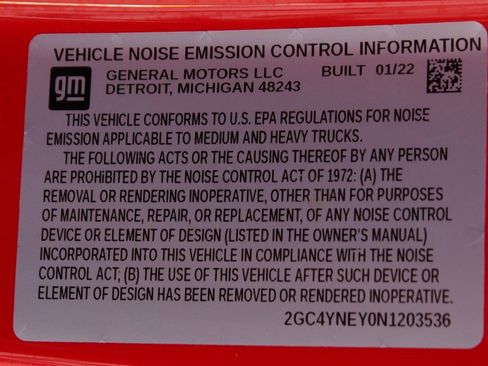 VEHICLE NOISE EMISSION CONTROL INFORMATION
gm GENERAL MOTORS LLC BUILT 01/22
DETROIT, MICHIGAN 48243
THIS VEHICLE CONFORMS TO U.S. EPA REGULATIONS FOR NOISE
EMISSION APPLICABLE TO MEDIUM AND HEAVY TRUCKS.
THE FOLLOWING ACTS OR THE CAUSING THEREOF BY ANY PERSON
ARE PROHIBITED BY THE NOISE CONTROL ACT OF 1972: (A) THE
REMOVAL OR RENDERING INOPERATIVE, OTHER THAN FOR PURPOSES
OF MAINTENANCE, REPAIR, OR REPLACEMENT, OF ANY NOISE CONTROL
DEVICE OR ELEMENT OF DESIGN (LISTED IN THE OWNER'S MANUAL)
INCORPORATED INTO THIS VEHICLE IN COMPLIANCE WITH THE NOISE
CONTROL ACT; (B) THE USE OF THIS VEHICLE AFTER SUCH DEVICE OR
ELEMENT OF DESIGN HAS BEEN REMOVED OR RENDERED INOPERATIVE.
2GC4YNEY0N1203536